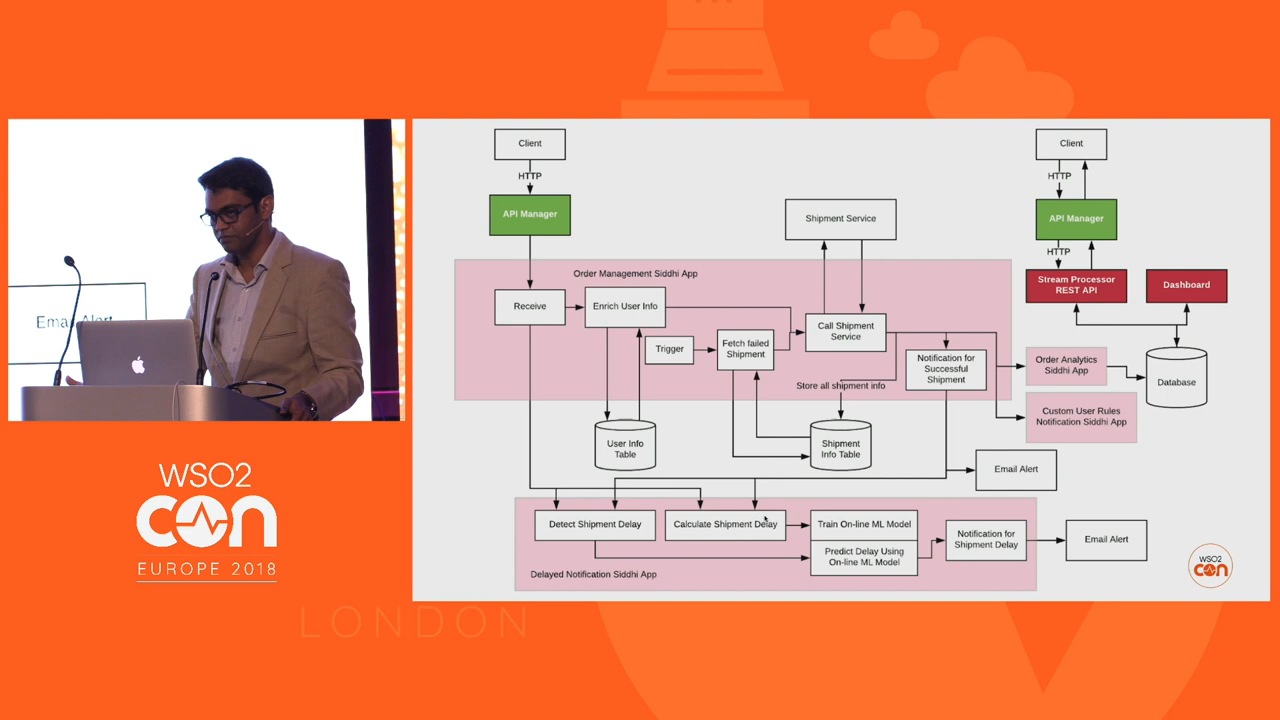 Email Alert
WSO2
CON
EUROPE 2018
LONDON
Client
HTTP
API Manager
Shipment Service
Order Management Siddhi App
Receive
Enrich User Info
Trigger
Fetch failed
Shipment
Call Shipment
Service
Notification for
Successful
Shipment
Store all shipment info
User Info
Table
Shipment
Info Table
Client
HTTP
API Manager
HTTP
Stream Processor
REST API
Dashboard
Order Analytics
Siddhi App
Database
Custom User Rules
Notification Siddhi App
Email Alert
Detect Shipment Delay
Calculate Shipment Delay
Train On-line ML Model
Predict Delay Using
On-line ML Model
Notification for
Shipment Delay
Email Alert
Delayed Notification Siddhi App
WSO2
CON